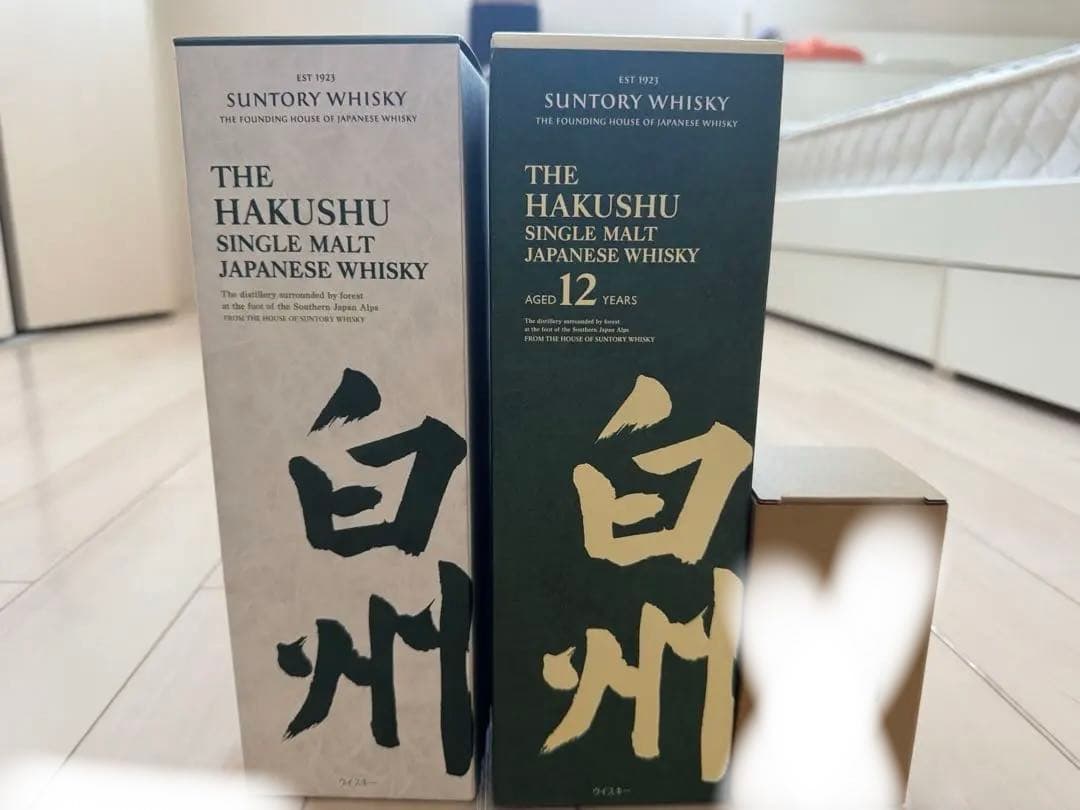 EST 1923
SUNTORY WHISKY
THE FOUNDING HOUSE OF JAPANESE WHISKY
THE
HAKUSHU
SINGLE MALT
JAPANESE WHISKY
The distillery surrounded by forest
at the foot of the Southern Japan Alps
FROM THE HOUSE OF SUNTORY WHISKY
白州
ウイスキー
EST 1923
SUNTORY WHISKY
THE FOUNDING HOUSE OF JAPANESE WHISKY
THE
HAKUSHU
SINGLE MALT
JAPANESE WHISKY
AGED 12 YEARS
The distillery surrounded by forest
at the foot of the Southern Japan Alps
FROM THE HOUSE OF SUNTORY WHISKY
白州
ウイスキー